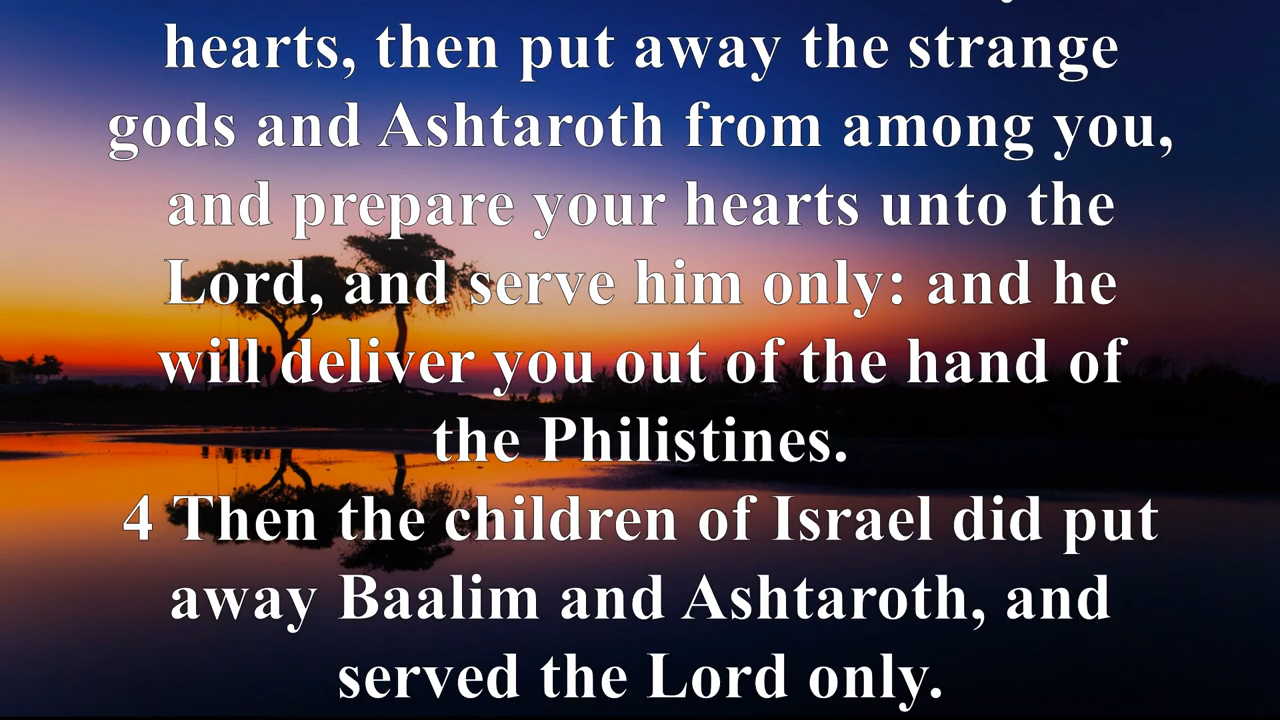 hearts, then put away the strange
gods and Ashtaroth from among you,
and prepare your hearts unto the
Lord, and serve him only: and he
will deliver you out of the hand of
the Philistines.
4 Then the children of Israel did put
away Baalim and Ashtaroth, and
served the Lord only.